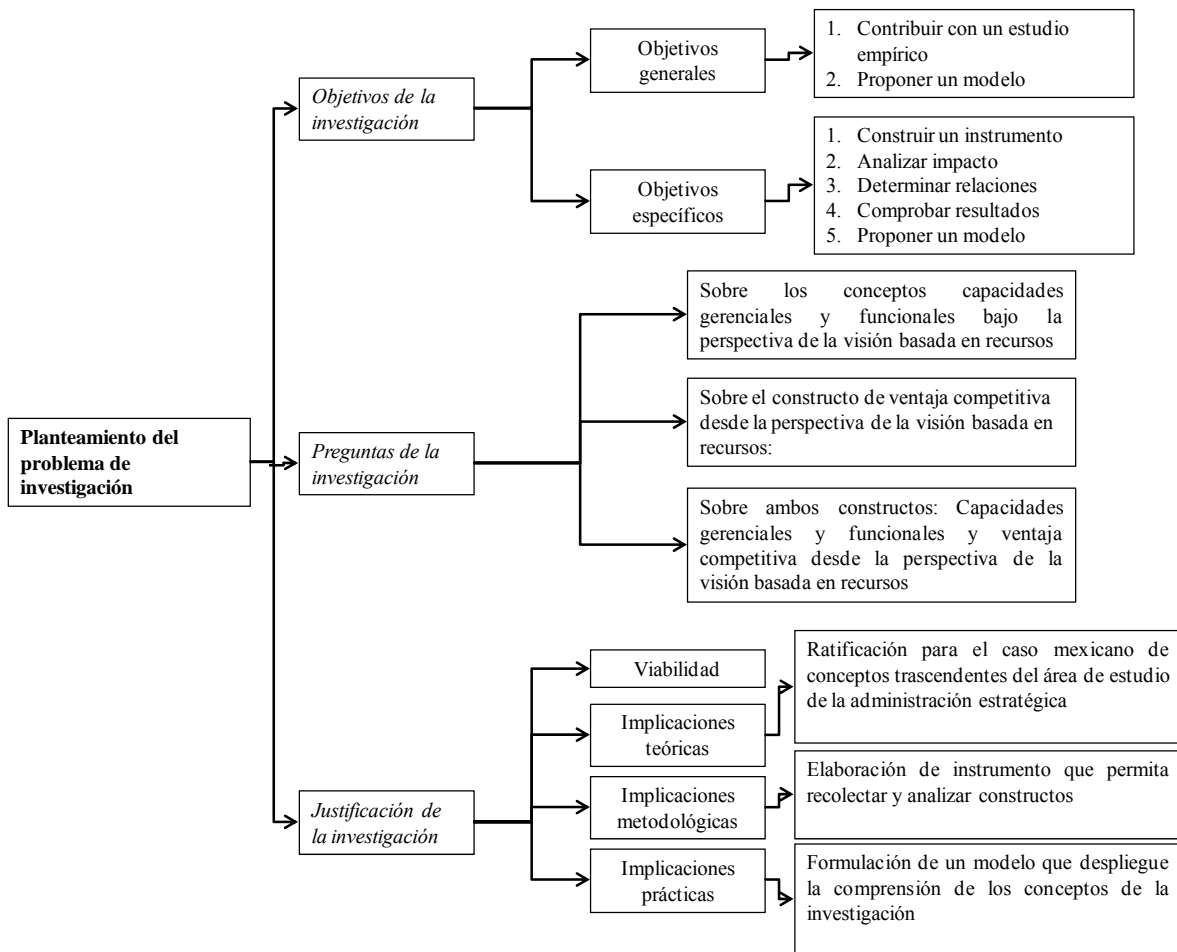 Planteamiento del
problema de
investigación
Objetivos de la
investigación
Objetivos
generales
1. Contribuir con un estudio
empírico
2. Proponer un modelo
Objetivos
específicos
1. Construir un instrumento
2. Analizar impacto
3. Determinar relaciones
4. Comprobar resultados
5. Proponer un modelo
Preguntas de la
investigación
Sobre los conceptos capacidades
gerenciales y funcionales bajo la
perspectiva de la visión basada en recursos
Sobre el constructo de ventaja competitiva
desde la perspectiva de la visión basada en
recursos:
Sobre ambos constructos: Capacidades
gerenciales y funcionales y ventaja
competitiva desde la perspectiva de la
visión basada en recursos
Justificación de
la investigación
Viabilidad
Implicaciones
teóricas
Ratificación para el caso mexicano de
conceptos trascendentes del área de estudio
de la administración estratégica
Implicaciones
metodológicas
Elaboración de instrumento que permita
recolectar y analizar constructos
Implicaciones
prácticas
Formulación de un modelo que despliegue
la comprensión de los conceptos de la
investigación